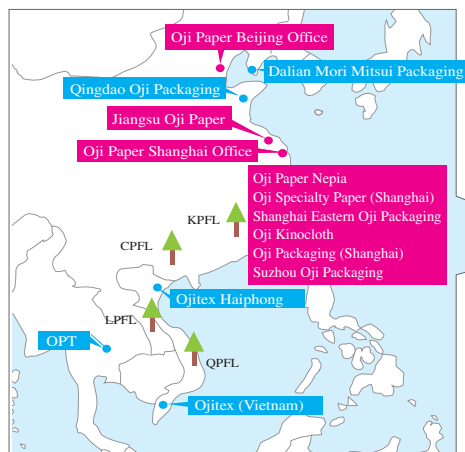 Oji Paper Beijing Office
Dalian Mori Mitsui Packaging
Qingdao Oji Packaging
Jiangsu Oji Paper
Oji Paper Shanghai Office
Oji Paper Nepia
Oji Specialty Paper (Shanghai)
Shanghai Eastern Oji Packaging
Oji Kinocloth
Oji Packaging (Shanghai)
Suzhou Oji Packaging
KPFL
CPFL
Ojitex Haiphong
LPFL
OPT
QPFL
Ojitex (Vietnam)